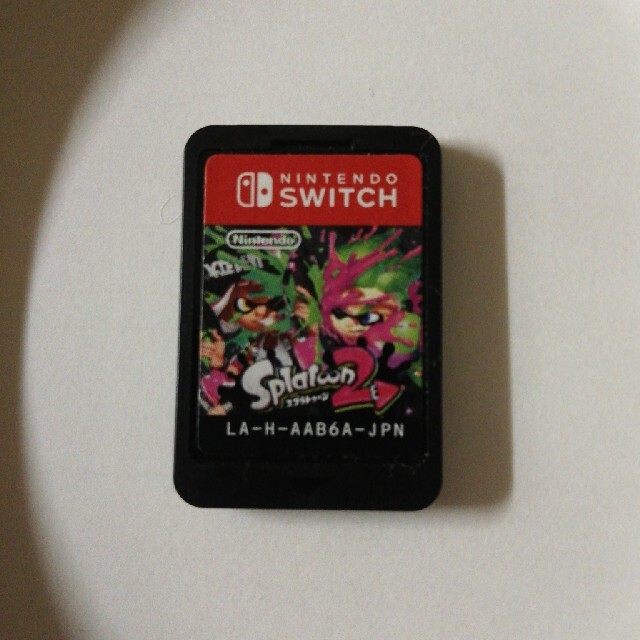 NINTENDO
SWITCH
Nintendo
Splatoon 2
スプラトゥーン
LA-H-AAB6A-JPN